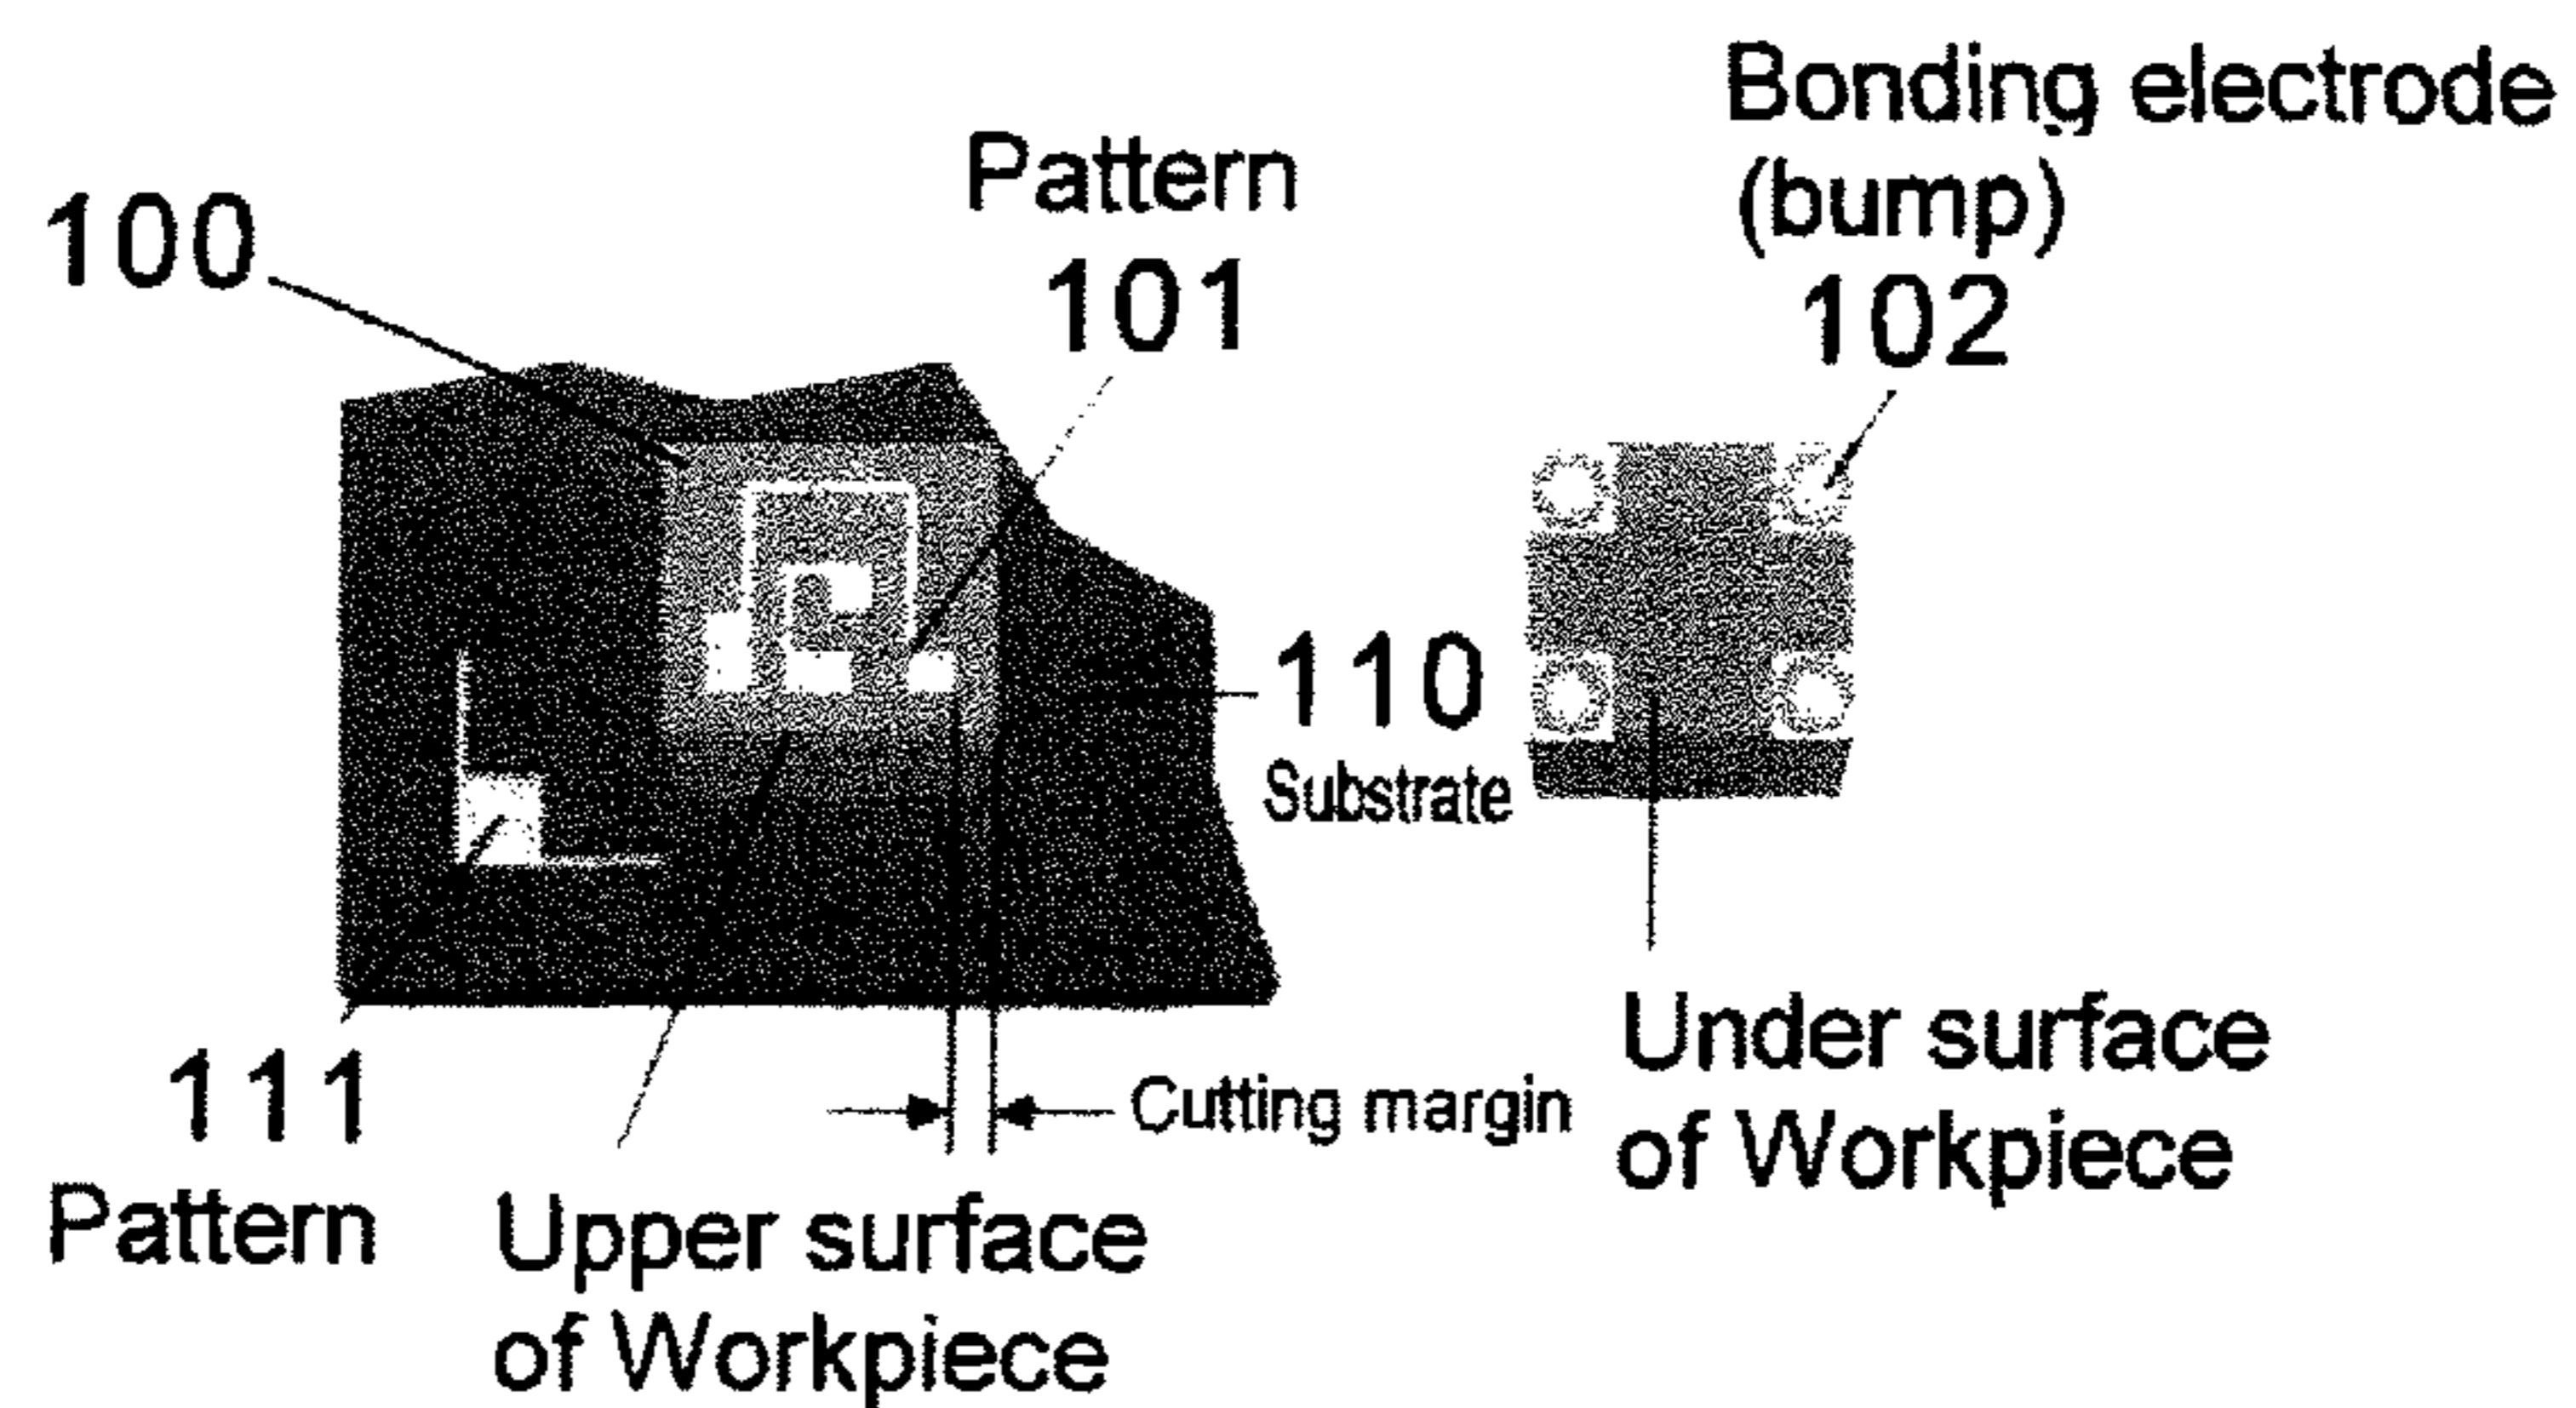 Bonding electrode
(bump)
102
Pattern
101
100
110
Substrate
111
Pattern
Upper surface
of Workpiece
Cutting margin
Under surface
of Workpiece